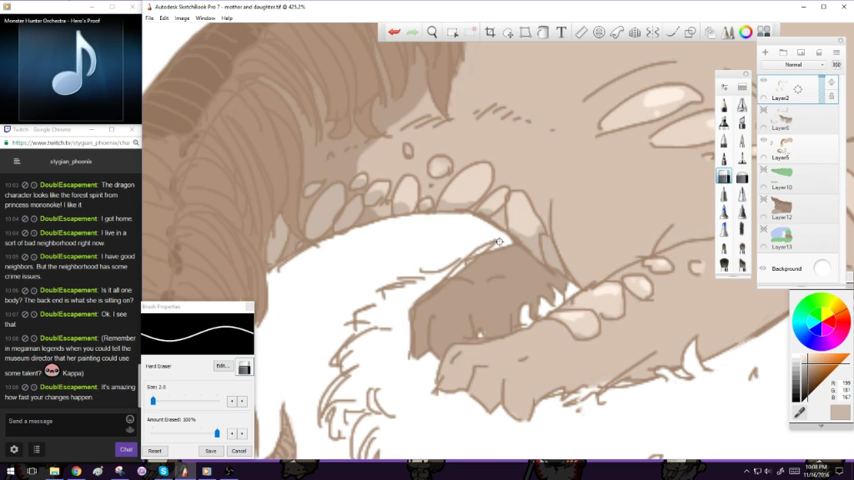 Monster Hunter Orchestra - Hero's Proof
Autodesk SketchBook Pro 7 - mother and daughter.tif @ 425.2%
File Edit Image Window Help
Twitch - Google Chrome
https://www.twitch.tv/stygian_phoenix/cha
stygian_phoenix
10:03 DoublEscapement: The dragon
character looks like the forest spirit from
princess mononoke! I like it
10:04 DoublEscapement: I got home
10:04 DoublEscapement: I live in a
sort of bad neighborhood right now.
10:05 DoublEscapement: I have good
neighbors. But the neighborhood has some
crime issues.
10:06 DoublEscapement: Is it all one
body? The back end is what she is sitting on?
10:07 DoublEscapement: Ok. I see
that
10:08 DoublEscapement: (Remember
in megaman legends when you could tell the
museum director that her painting could use
some talent? Kappa)
DoublEscapement: It's amazing
how fast your changes happen.
Send a message
Chat
Brush Properties
Hard Eraser
Edit...
Size: 2.0
Amount Erased: 100%
Reset Save Cancel
Normal
Layer2
Layer6
Layer5
Layer10
Layer12
Layer13
Background
R: 199
G: 181
B: 167
10:08 PM
11/14/2016